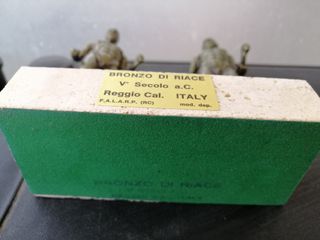 BRONZO DI RIACE
V° Secolo a.C.
Reggio Cal. ITALY
F.A.L.A.R.P. (RC) mod. dep.
BRONZO DI RIACE